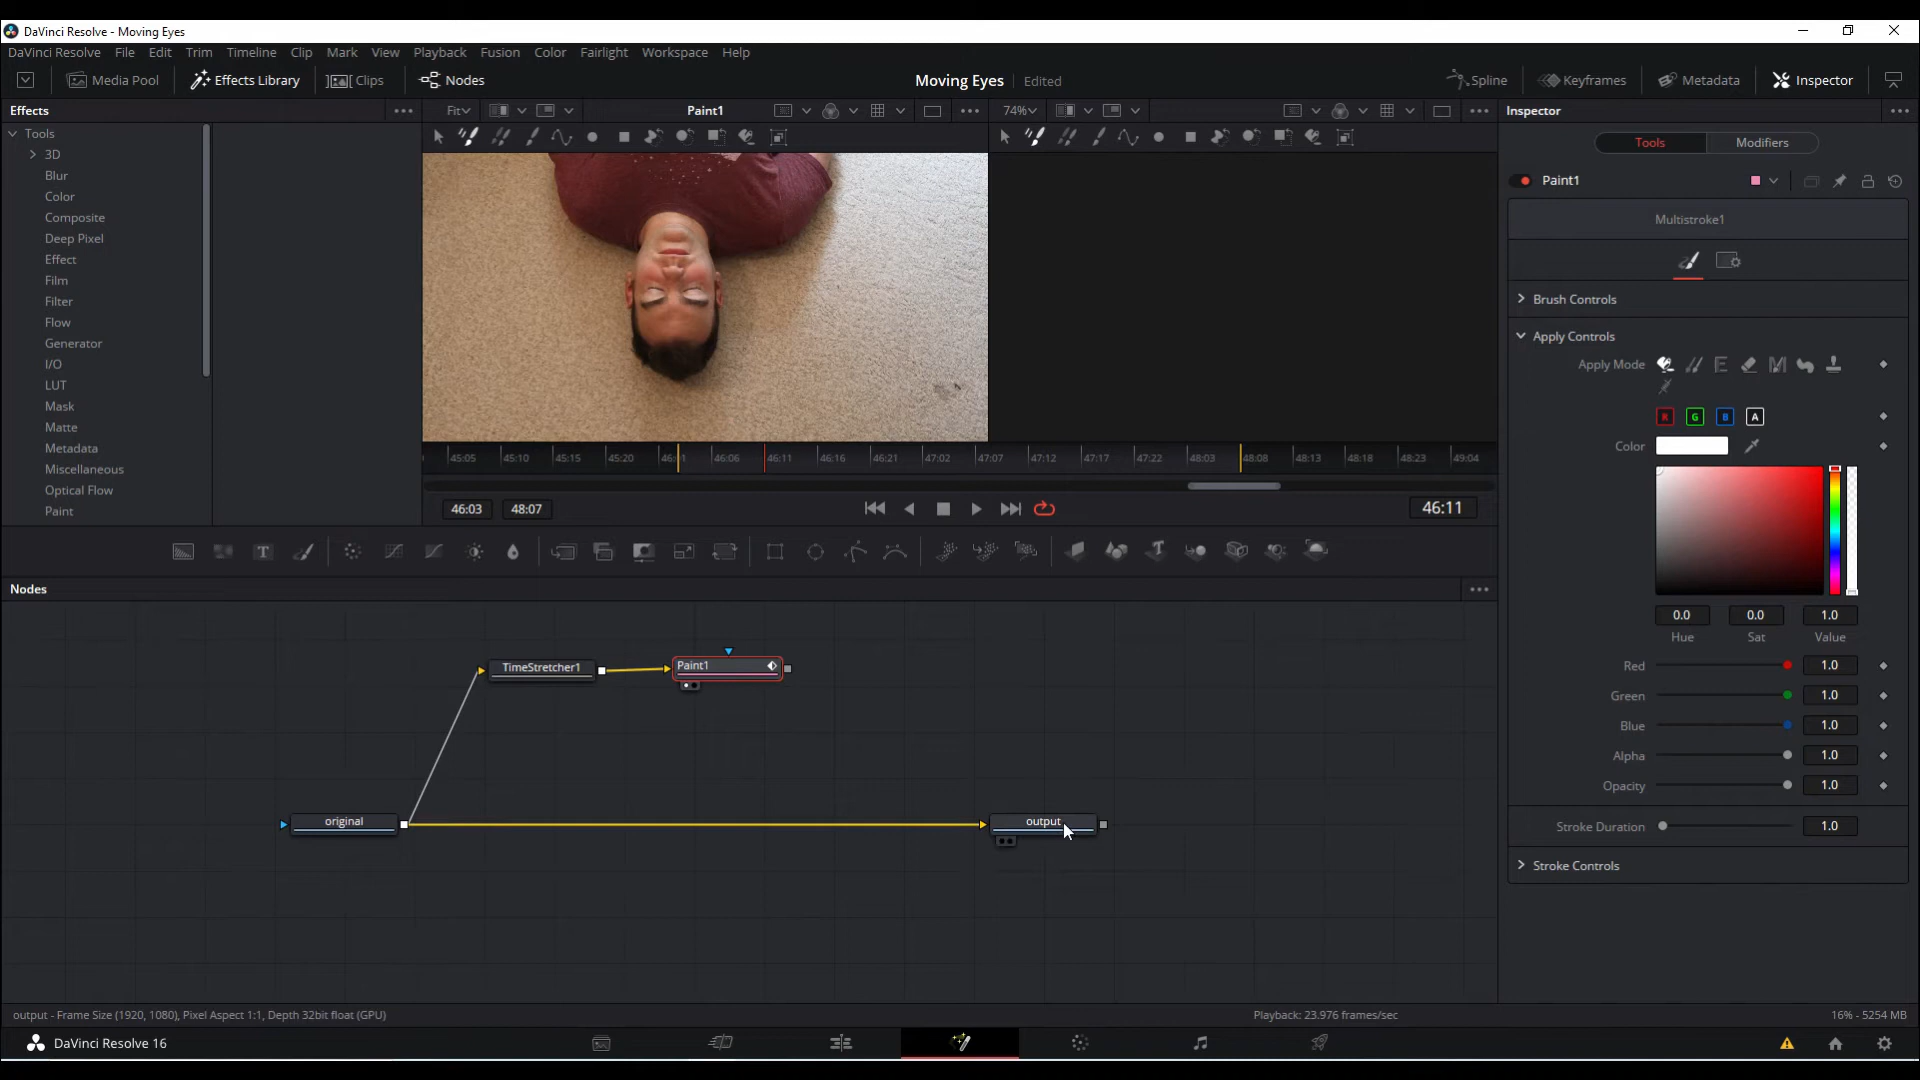 DaVinci Resolve - Moving Eyes
DaVinci Resolve File Edit Trim Timeline Clip Mark View Playback Fusion Color Fairlight Workspace Help
Media Pool Effects Library Clips Nodes Moving Eyes Edited Spline Keyframes Metadata Inspector
Effects Fit Paint1 74% Inspector
Tools
3D
Blur
Color
Composite
Deep Pixel
Effect
Film
Filter
Flow
Generator
I/O
LUT
Mask
Matte
Metadata
Miscellaneous
Optical Flow
Paint
45:05 45:10 45:15 45:20 46:01 46:06 46:11 46:16 46:21 47:02 47:07 47:12 47:17 47:22 48:03 48:08 48:13 48:18 48:23 49:04
46:03 48:07 46:11
Tools Modifiers
Paint1
Multistroke1
Brush Controls
Apply Controls
Apply Mode
R G B A
Color
0.0 0.0 1.0
Hue Sat Value
Red 1.0
Green 1.0
Blue 1.0
Alpha 1.0
Opacity 1.0
Stroke Duration 1.0
Stroke Controls
Nodes
TimeStretcher1 Paint1
original output
output - Frame Size (1920, 1080), Pixel Aspect 1:1, Depth 32bit float (GPU) Playback: 23.976 frames/sec 16% - 5254 MB
DaVinci Resolve 16